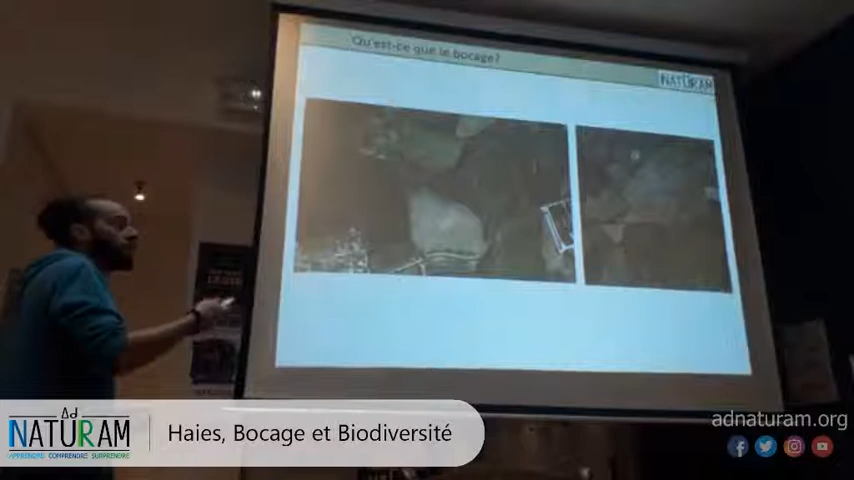 Qu'est-ce que le bocage?
NATURAM
Ad
NATURAM
APPRENDRE COMPRENDRE SURPRENDRE
Haies, Bocage et Biodiversité
adnaturam.org